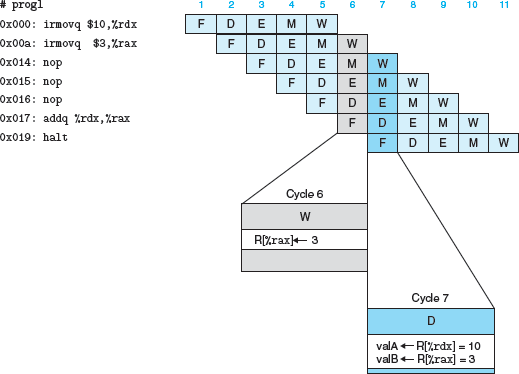 # prog1 1 2 3 4 5 6 7 8 9 10 11
0x000: irmovq $10,%rdx F D E M W
0x00a: irmovq $3,%rax F D E M W
0x014: nop F D E M W
0x015: nop F D E M W
0x016: nop F D E M W
0x017: addq %rdx,%rax F D E M W
0x019: halt F D E M W
Cycle 6
W
R[%rax]← 3
Cycle 7
D
valA ← R[%rdx] = 10
valB ← R[%rax] = 3